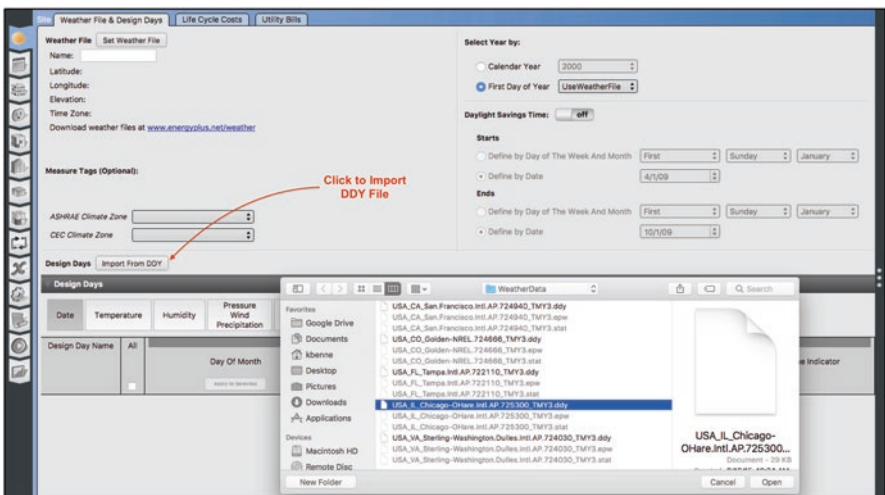 Site
Weather File & Design Days
Life Cycle Costs
Utility Bills
Weather File
Set Weather File
Name:
Latitude:
Longitude:
Elevation:
Time Zone:
Download weather files at www.energyplus.net/weather
Measure Tags (Optional):
ASHRAE Climate Zone
CEC Climate Zone
Select Year by:
Calendar Year
2000
First Day of Year
UseWeatherFile
Daylight Savings Time:
off
Starts
Define by Day of The Week And Month
First
Sunday
January
Define by Date
4/1/09
Ends
Define by Day of The Week And Month
First
Sunday
January
Define by Date
10/1/09
Click to Import
DDY File
Design Days
Import From DDY
Design Days
Date
Temperature
Humidity
Pressure
Wind
Precipitation
Design Day Name
All
Day Of Month
Apply to Selected
Indicator
WeatherData
Search
Favorites
Google Drive
Documents
kbenne
Desktop
Pictures
Downloads
Applications
Devices
Macintosh HD
Remote Disc
USA_CA_San.Francisco.Intl.AP.724940_TMY3.ddy
USA_CA_San.Francisco.Intl.AP.724940_TMY3.epw
USA_CA_San.Francisco.Intl.AP.724940_TMY3.stat
USA_CO_Golden-NREL.724666_TMY3.ddy
USA_CO_Golden-NREL.724666_TMY3.epw
USA_CO_Golden-NREL.724666_TMY3.stat
USA_FL_Tampa.Intl.AP.722110_TMY3.ddy
USA_FL_Tampa.Intl.AP.722110_TMY3.epw
USA_FL_Tampa.Intl.AP.722110_TMY3.stat
USA_IL_Chicago-OHare.Intl.AP.725300_TMY3.ddy
USA_IL_Chicago-OHare.Intl.AP.725300_TMY3.epw
USA_IL_Chicago-OHare.Intl.AP.725300_TMY3.stat
USA_VA_Sterling-Washington.Dulles.Intl.AP.724030_TMY3.ddy
USA_VA_Sterling-Washington.Dulles.Intl.AP.724030_TMY3.epw
USA_VA_Sterling-Washington.Dulles.Intl.AP.724030_TMY3.stat
USA_IL_Chicago-
OHare.Intl.AP.725300...
Document - 29 KB
New Folder
Cancel
Open